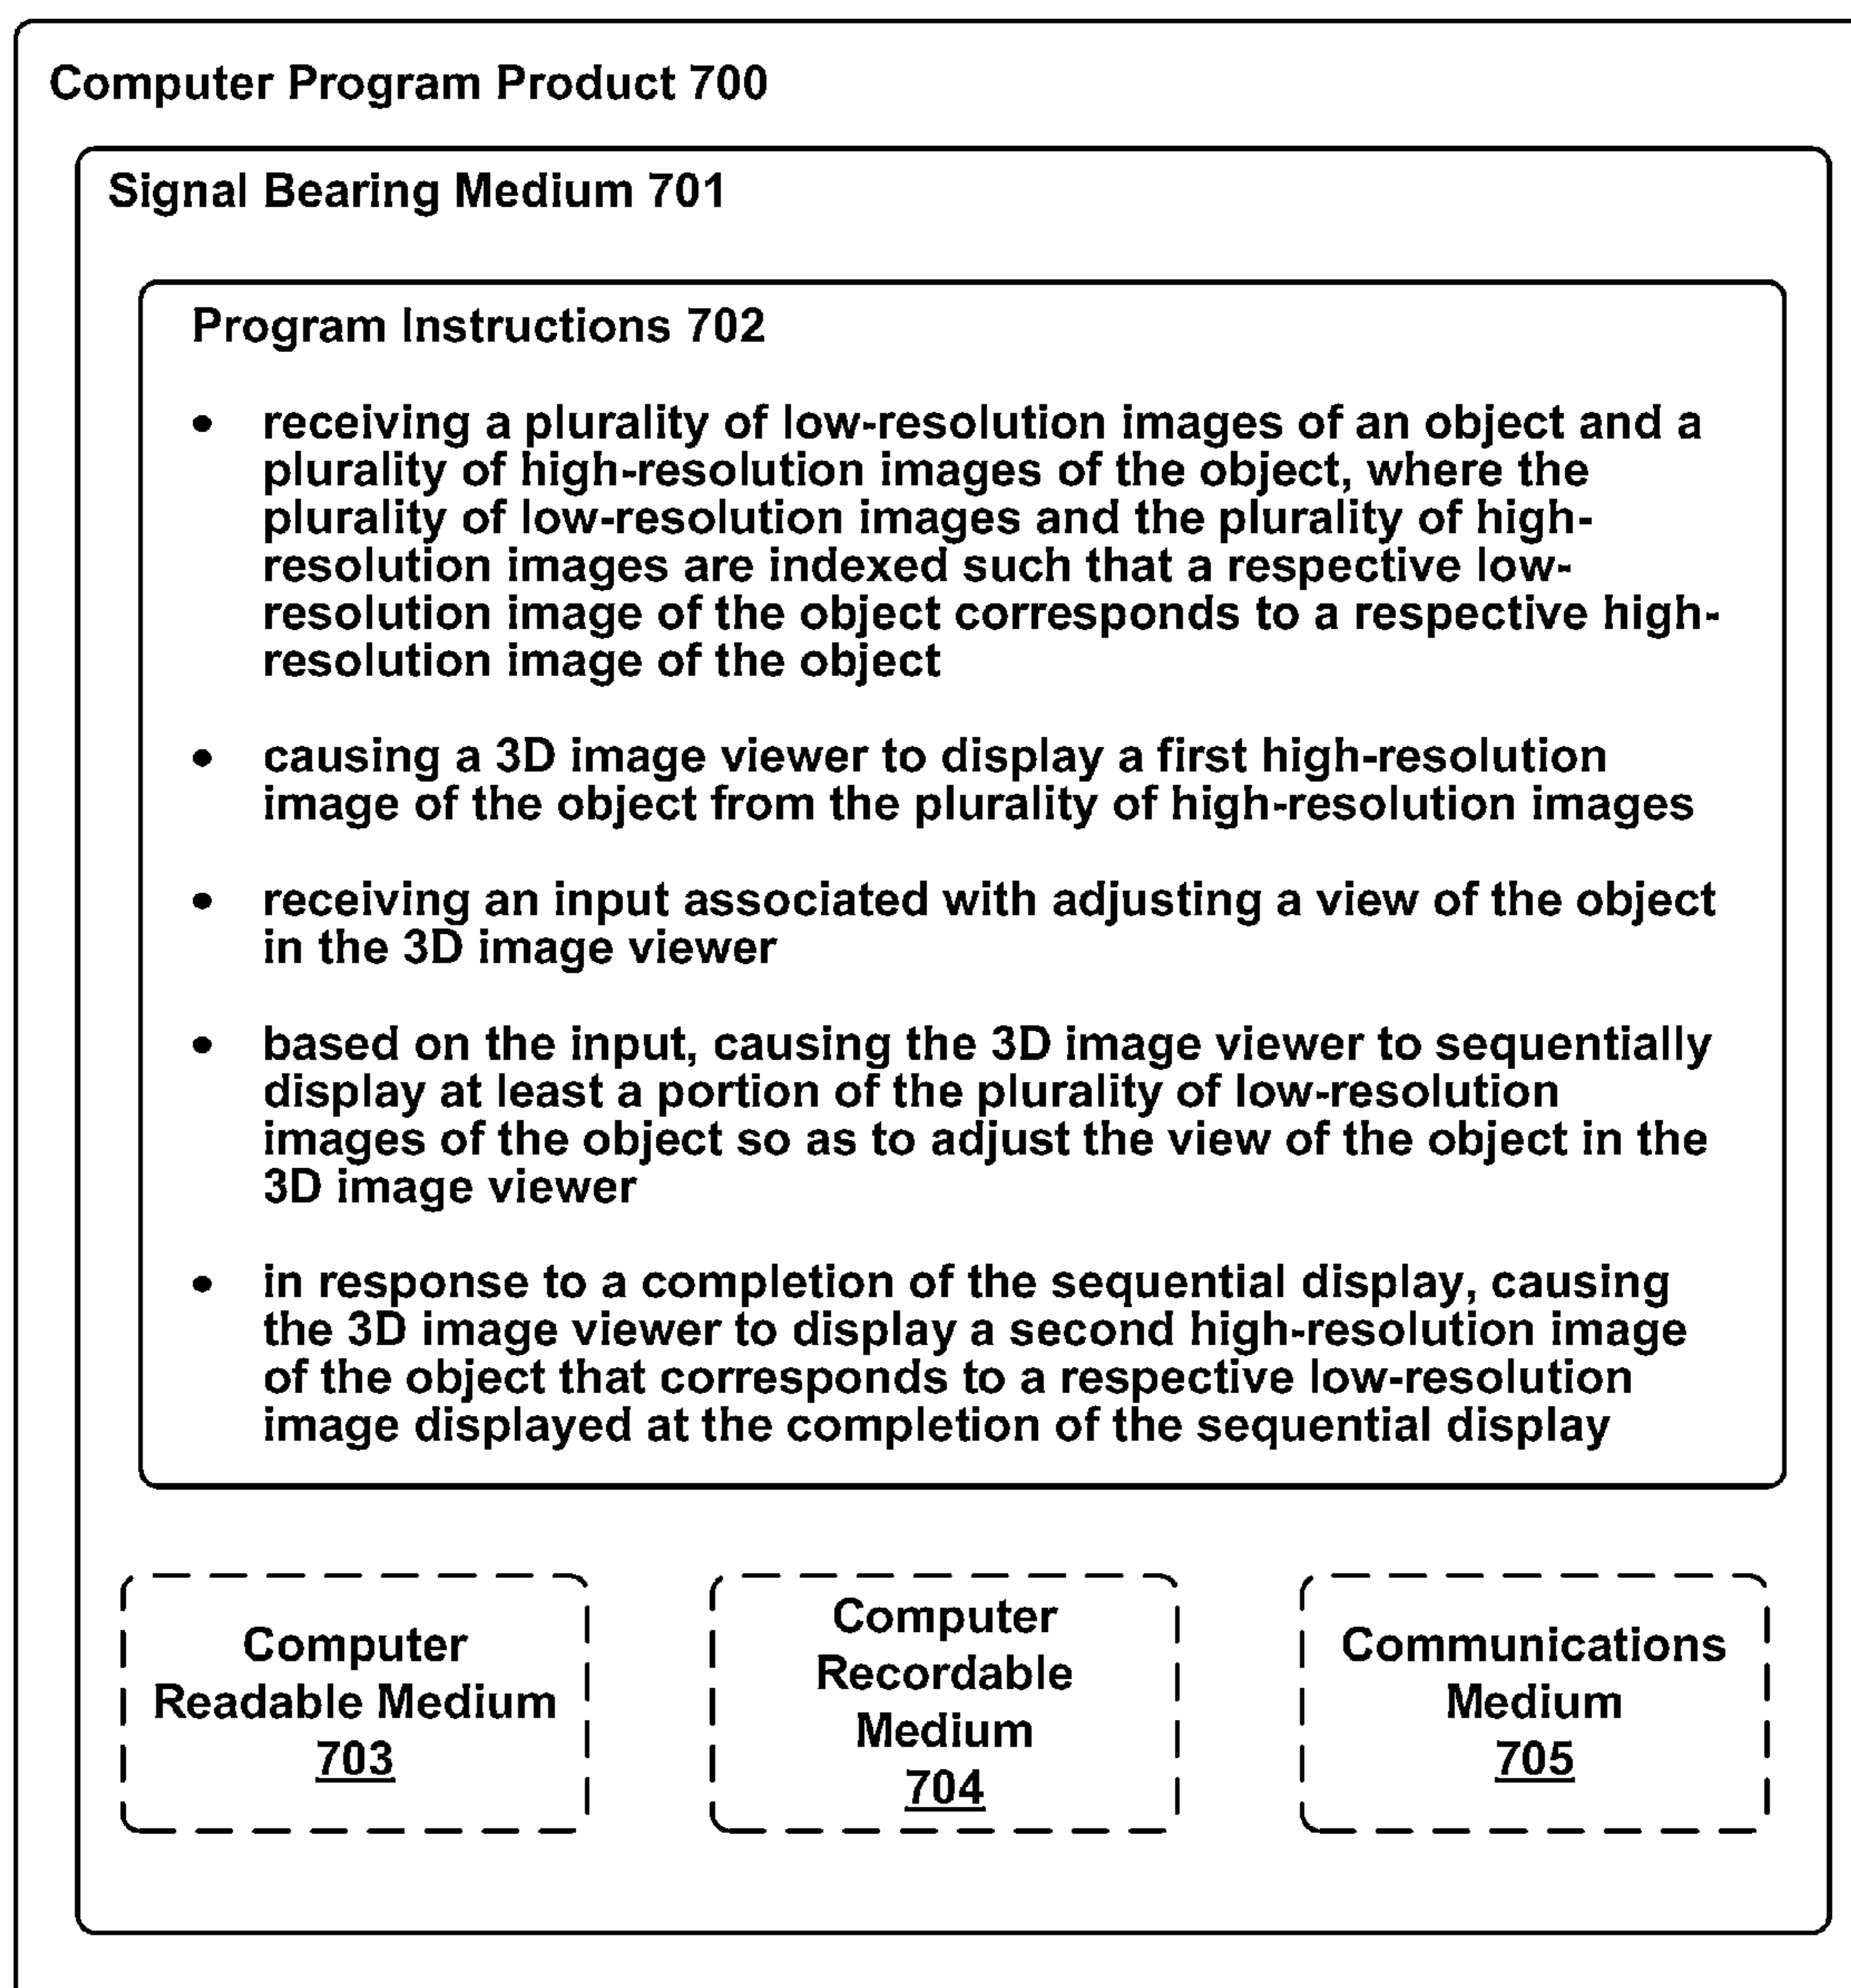 Computer Program Product 700
Signal Bearing Medium 701
Program Instructions 702
• receiving a plurality of low-resolution images of an object and a
plurality of high-resolution images of the object, where the
plurality of low-resolution images and the plurality of high-
resolution images are indexed such that a respective low-
resolution image of the object corresponds to a respective high-
resolution image of the object
• causing a 3D image viewer to display a first high-resolution
image of the object from the plurality of high-resolution images
• receiving an input associated with adjusting a view of the object
in the 3D image viewer
• based on the input, causing the 3D image viewer to sequentially
display at least a portion of the plurality of low-resolution
images of the object so as to adjust the view of the object in the
3D image viewer
• in response to a completion of the sequential display, causing
the 3D image viewer to display a second high-resolution image
of the object that corresponds to a respective low-resolution
image displayed at the completion of the sequential display
Computer
Readable Medium
703
Computer
Recordable
Medium
704
Communications
Medium
705